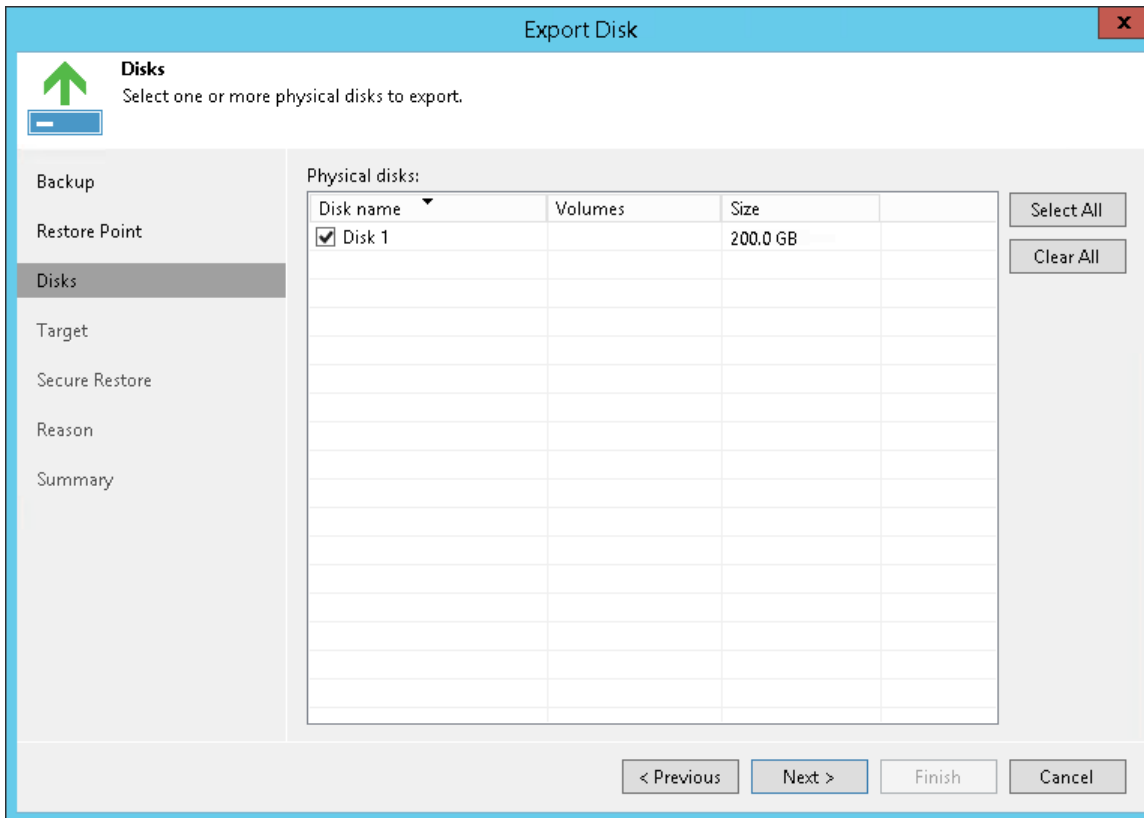 Export Disk
x
Disks
Select one or more physical disks to export.
Backup
Restore Point
Disks
Target
Secure Restore
Reason
Summary
Physical disks:
Disk name Volumes Size
Disk 1 200.0 GB
Select All
Clear All
< Previous Next > Finish Cancel